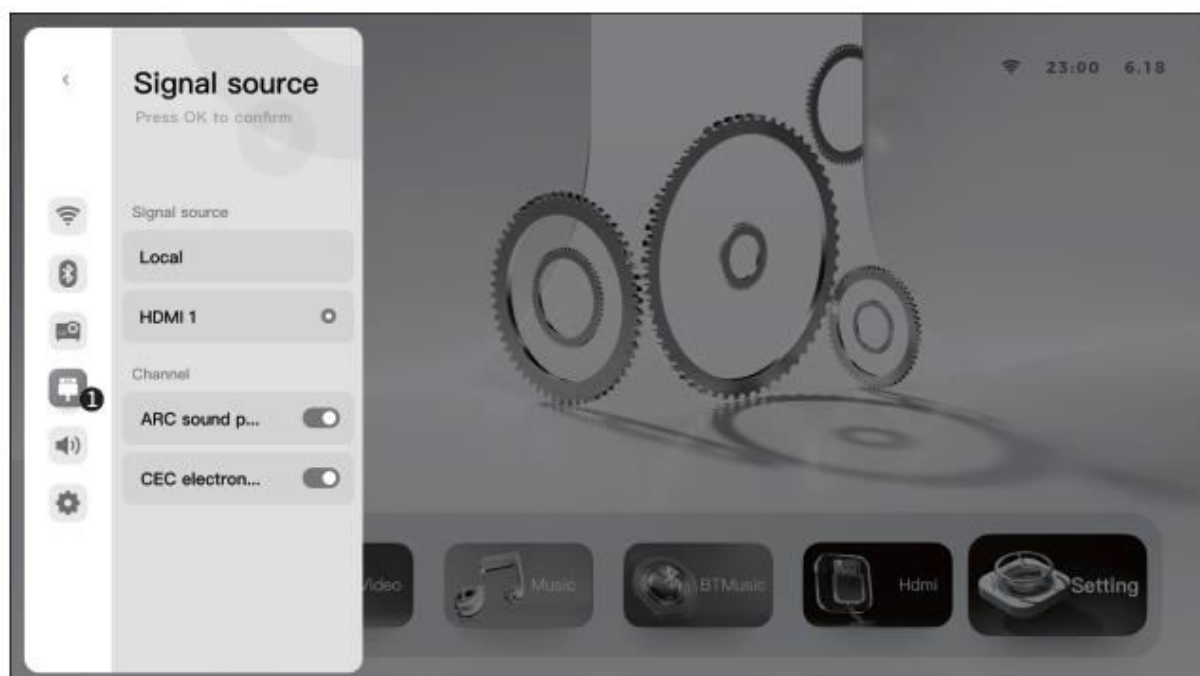 Signal source
Press OK to confirm
23:00 6.18
Signal source
Local
HDMI 1
Channel
ARC sound p...
❶
CEC electron...
Video
Music
BTMusic
Hdmi
Setting